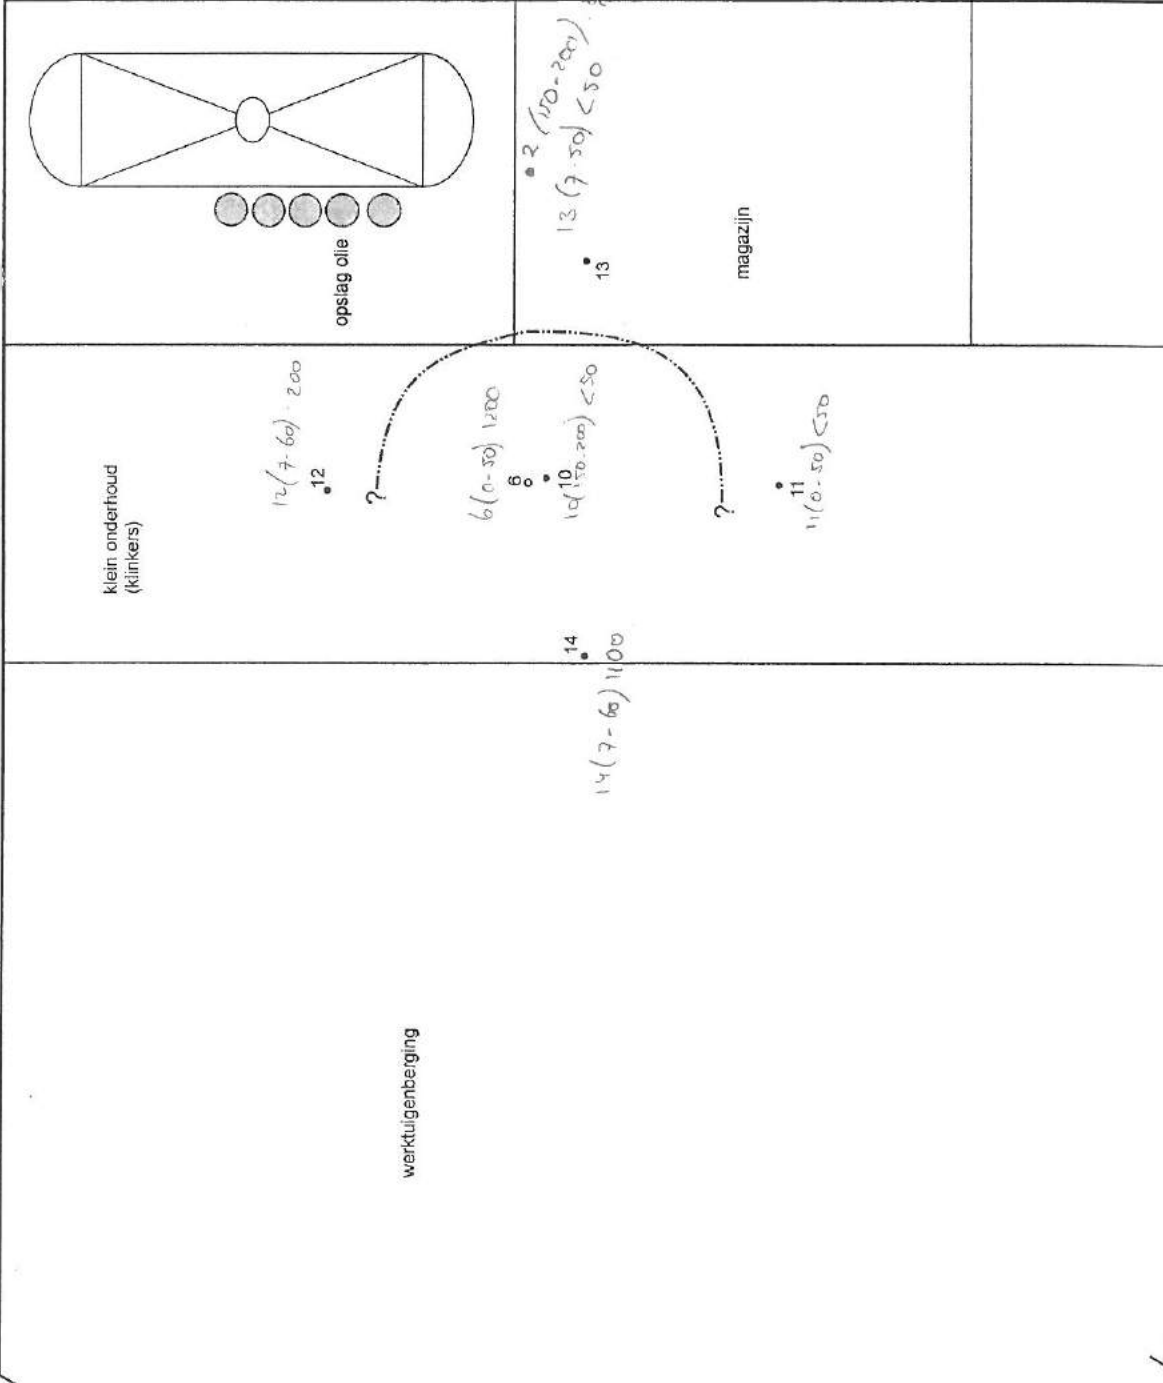 opslag olie
2 (150-200)
13 (7-50) <50
13
magazijn
klein onderhoud
(klinkers)
12 (7-60) - 200
12
?
6 (0-50) 1200
6
10
10 (150-200) <50
?
11
11 (0-50) <50
14
14 (7-60) 1100
werktuigenberging